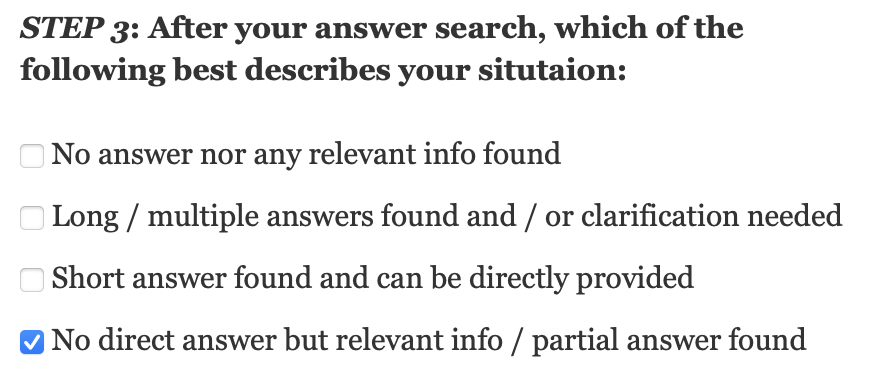 STEP 3: After your answer search, which of the
following best describes your situtaion:
No answer nor any relevant info found
Long / multiple answers found and / or clarification needed
Short answer found and can be directly provided
No direct answer but relevant info / partial answer found